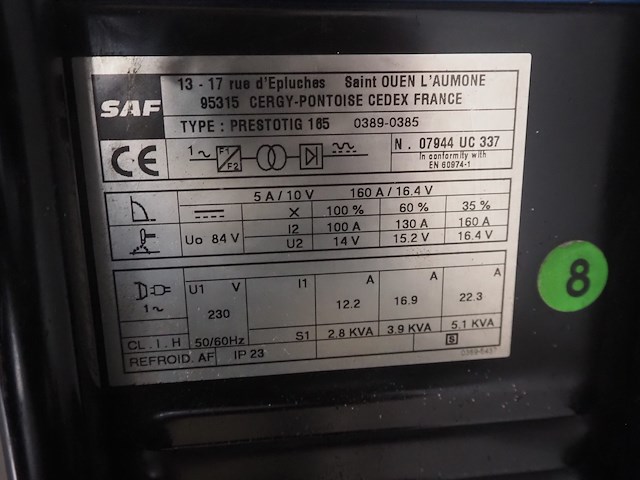 SAF
13 - 17 rue d'Epluches Saint OUEN L'AUMONE
95315 CERGY-PONTOISE CEDEX FRANCE
TYPE : PRESTOTIG 165 0389-0385
CE
1~ F1 F2
N. 07944 UC 337
In conformity with
EN 60974-1
5 A / 10 V 160 A / 16.4 V
X 100 % 60 % 35 %
Uo 84 V I2 100 A 130 A 160 A
U2 14 V 15.2 V 16.4 V
1~ U1 V I1 A A A
230 12.2 16.9 22.3
CL . I . H 50/60Hz S1 2.8 KVA 3.9 KVA 5.1 KVA
REFROID. AF IP 23 S
8